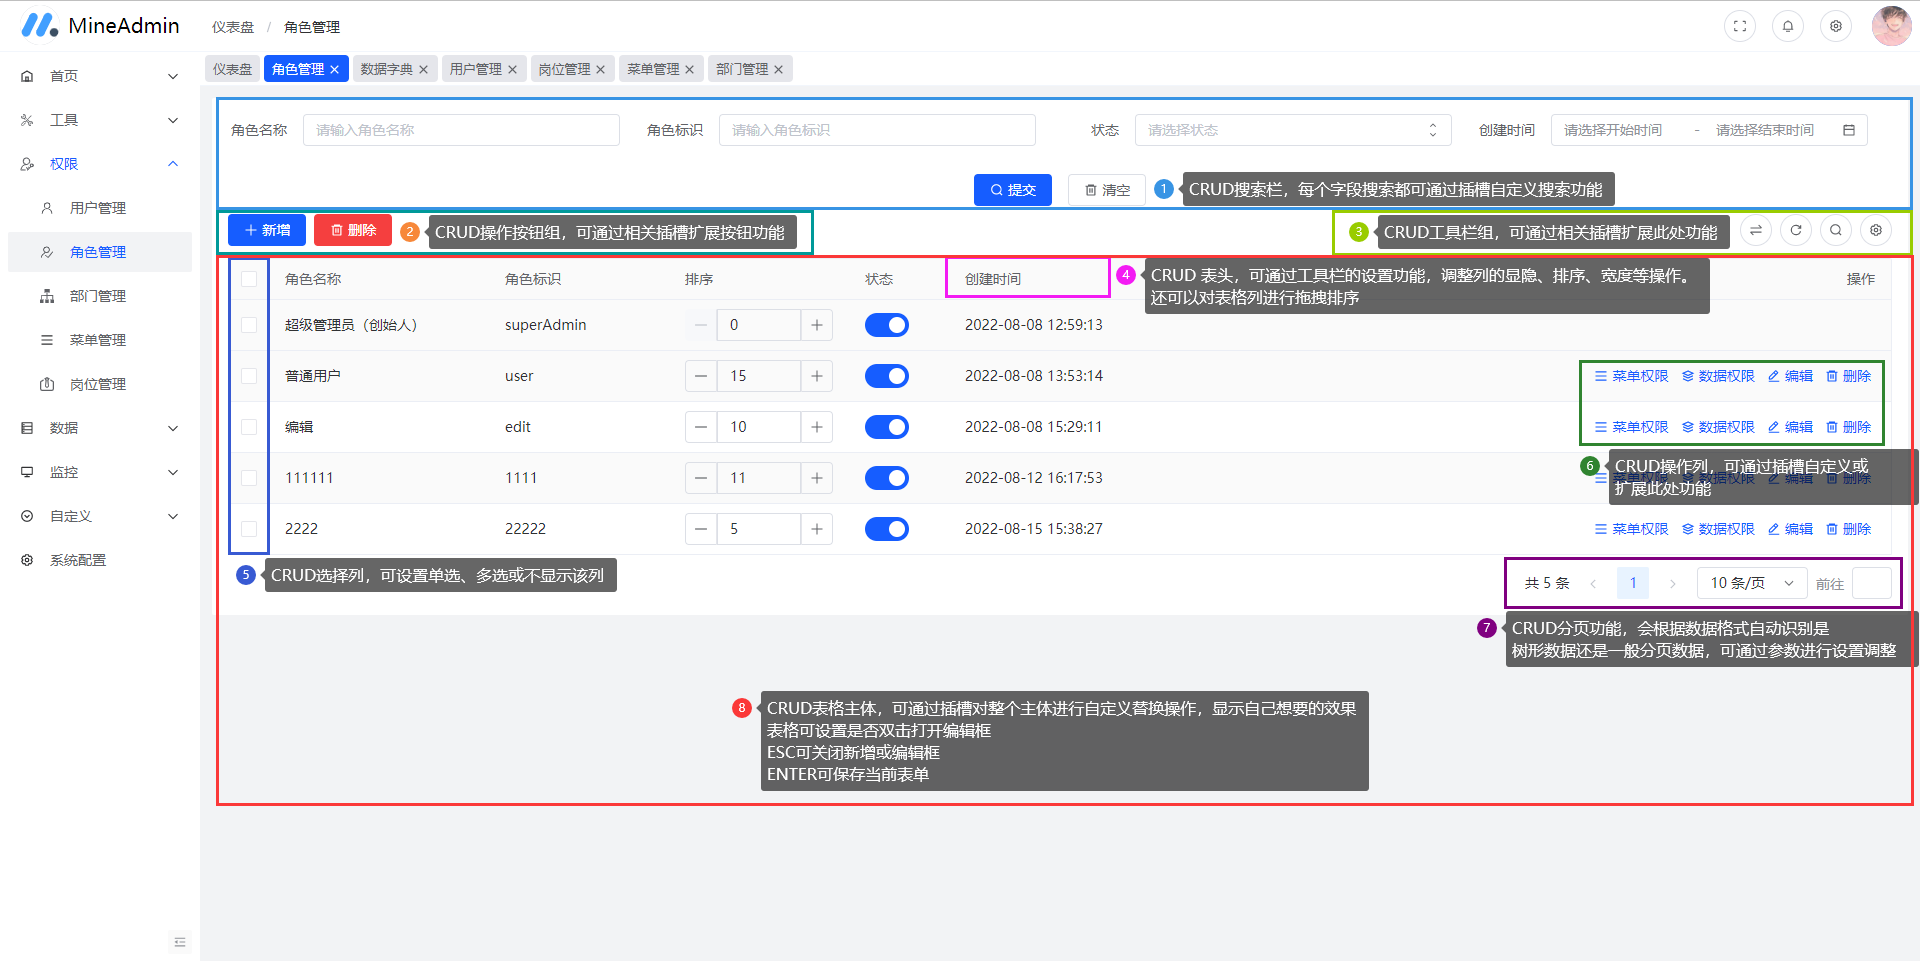 MineAdmin
仪表盘 / 角色管理
仪表盘 角色管理 数据字典 用户管理 岗位管理 菜单管理 部门管理
首页
工具
权限
用户管理
角色管理
部门管理
菜单管理
岗位管理
数据
监控
自定义
系统配置
角色名称 请输入角色名称 角色标识 请输入角色标识 状态 请选择状态 创建时间 请选择开始时间 - 请选择结束时间
提交 清空 1 CRUD搜索栏，每个字段搜索都可通过插槽自定义搜索功能
新增 删除 2 CRUD操作按钮组，可通过相关插槽扩展按钮功能 3 CRUD工具栏组，可通过相关插槽扩展此处功能
角色名称 角色标识 排序 状态 创建时间 操作
4 CRUD 表头，可通过工具栏的设置功能，调整列的显隐、排序、宽度等操作。
还可以对表格列进行拖拽排序
超级管理员（创始人） superAdmin 0 2022-08-08 12:59:13
普通用户 user 15 2022-08-08 13:53:14 菜单权限 数据权限 编辑 删除
编辑 edit 10 2022-08-08 15:29:11 菜单权限 数据权限 编辑 删除
111111 1111 11 2022-08-12 16:17:53 菜单权限 数据权限 编辑 删除
6 CRUD操作列，可通过插槽自定义或
扩展此处功能
2222 22222 5 2022-08-15 15:38:27 菜单权限 数据权限 编辑 删除
5 CRUD选择列，可设置单选、多选或不显示该列
共 5 条 1 10 条/页 前往
7 CRUD分页功能，会根据数据格式自动识别是
树形数据还是一般分页数据，可通过参数进行设置调整
8 CRUD表格主体，可通过插槽对整个主体进行自定义替换操作，显示自己想要的效果
表格可设置是否双击打开编辑框
ESC可关闭新增或编辑框
ENTER可保存当前表单